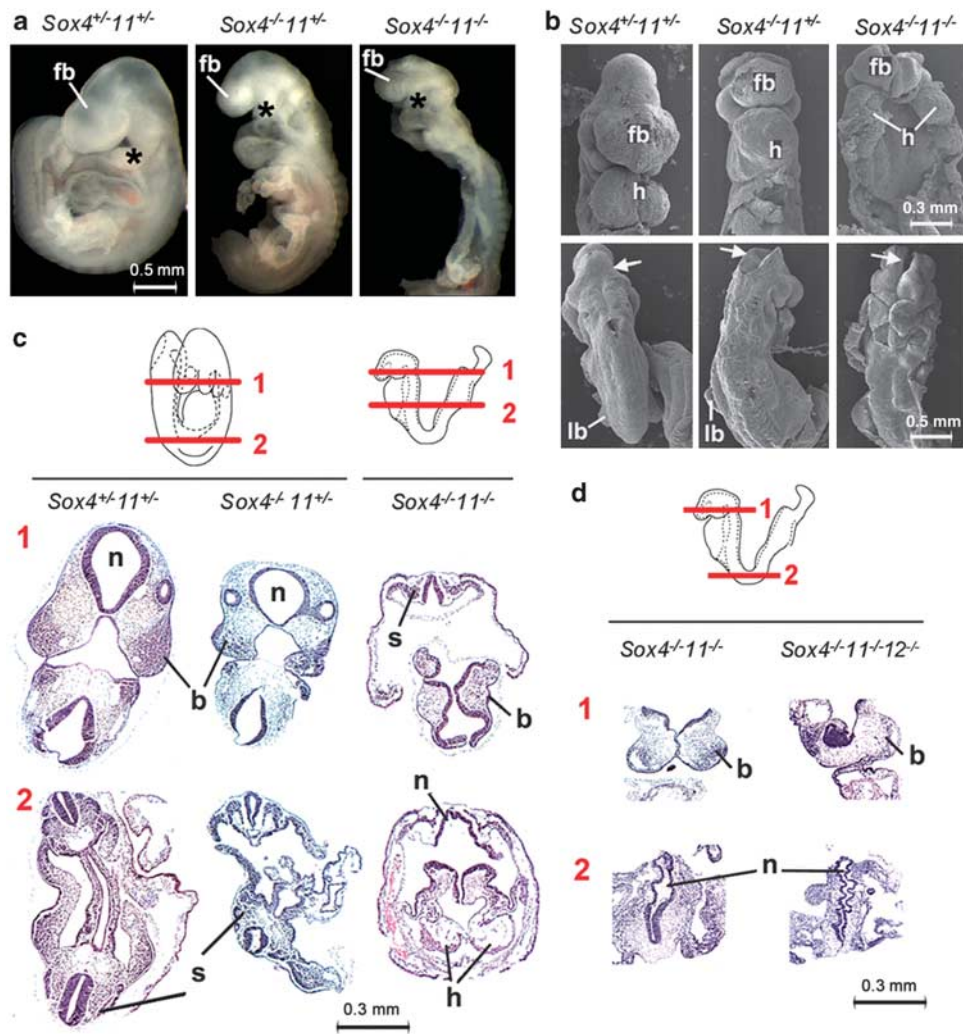 a Sox4+/-11+/- Sox4-/-11+/- Sox4-/-11-/-
fb fb fb
* * *
0.5 mm
b Sox4+/-11+/- Sox4-/-11+/- Sox4-/-11-/-
fb fb fb
h h h
0.3 mm
lb lb
0.5 mm
c
1
2
1
2
Sox4+/-11+/- Sox4-/-11+/- Sox4-/-11-/-
1
n n s
b b
2
n
s h
0.3 mm
d
1
2
Sox4-/-11-/- Sox4-/-11-/-12-/-
1
b b
2
n
0.3 mm